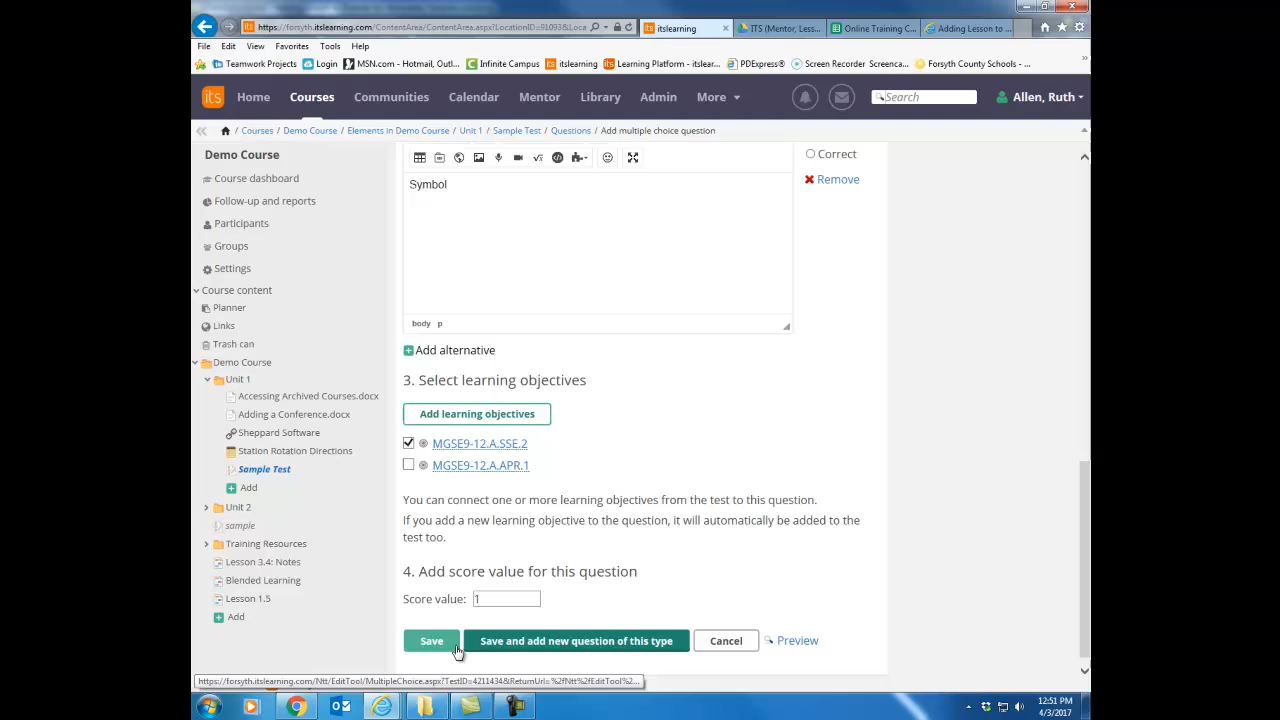 https://forsyth.itslearning.com/ContentArea/ContentArea.aspx?LocationID=91093&Loca
itslearning
ITS (Mentor, Less...
Online Training C...
Adding Lesson to ...
File Edit View Favorites Tools Help
Teamwork Projects
Login
MSN.com - Hotmail, Outl...
Infinite Campus
itslearning
Learning Platform - itslear...
PDExpress®
Screen Recorder Screenca...
Forsyth County Schools -...
its
Home
Courses
Communities
Calendar
Mentor
Library
Admin
More
Search
Allen, Ruth
/ Courses / Demo Course / Elements in Demo Course / Unit 1 / Sample Test / Questions / Add multiple choice question
Demo Course
Course dashboard
Follow-up and reports
Participants
Groups
Settings
Course content
Planner
Links
Trash can
Demo Course
Unit 1
Accessing Archived Courses.docx
Adding a Conference.docx
Sheppard Software
Station Rotation Directions
Sample Test
Add
Unit 2
sample
Training Resources
Lesson 3.4: Notes
Blended Learning
Lesson 1.5
Add
Correct
Remove
Symbol
body p
Add alternative
3. Select learning objectives
Add learning objectives
MGSE9-12.A.SSE.2
MGSE9-12.A.APR.1
You can connect one or more learning objectives from the test to this question.
If you add a new learning objective to the question, it will automatically be added to the
test too.
4. Add score value for this question
Score value: 1
Save
Save and add new question of this type
Cancel
Preview
https://forsyth.itslearning.com/Ntt/EditTool/MultipleChoice.aspx?TestID=4211434&ReturnUrl=%2fNtt%2fEditTool%2...
12:51 PM
4/3/2017